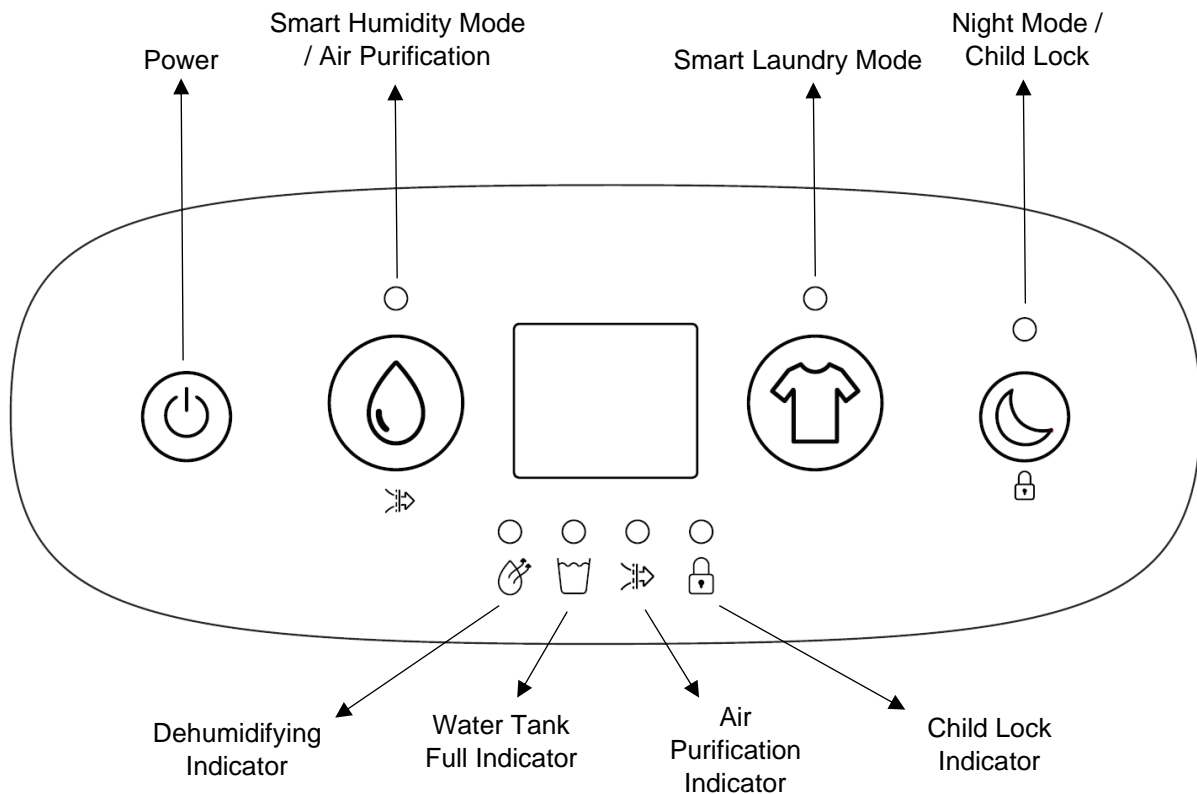 Power
Smart Humidity Mode
/ Air Purification
Smart Laundry Mode
Night Mode /
Child Lock
Dehumidifying
Indicator
Water Tank
Full Indicator
Air
Purification
Indicator
Child Lock
Indicator